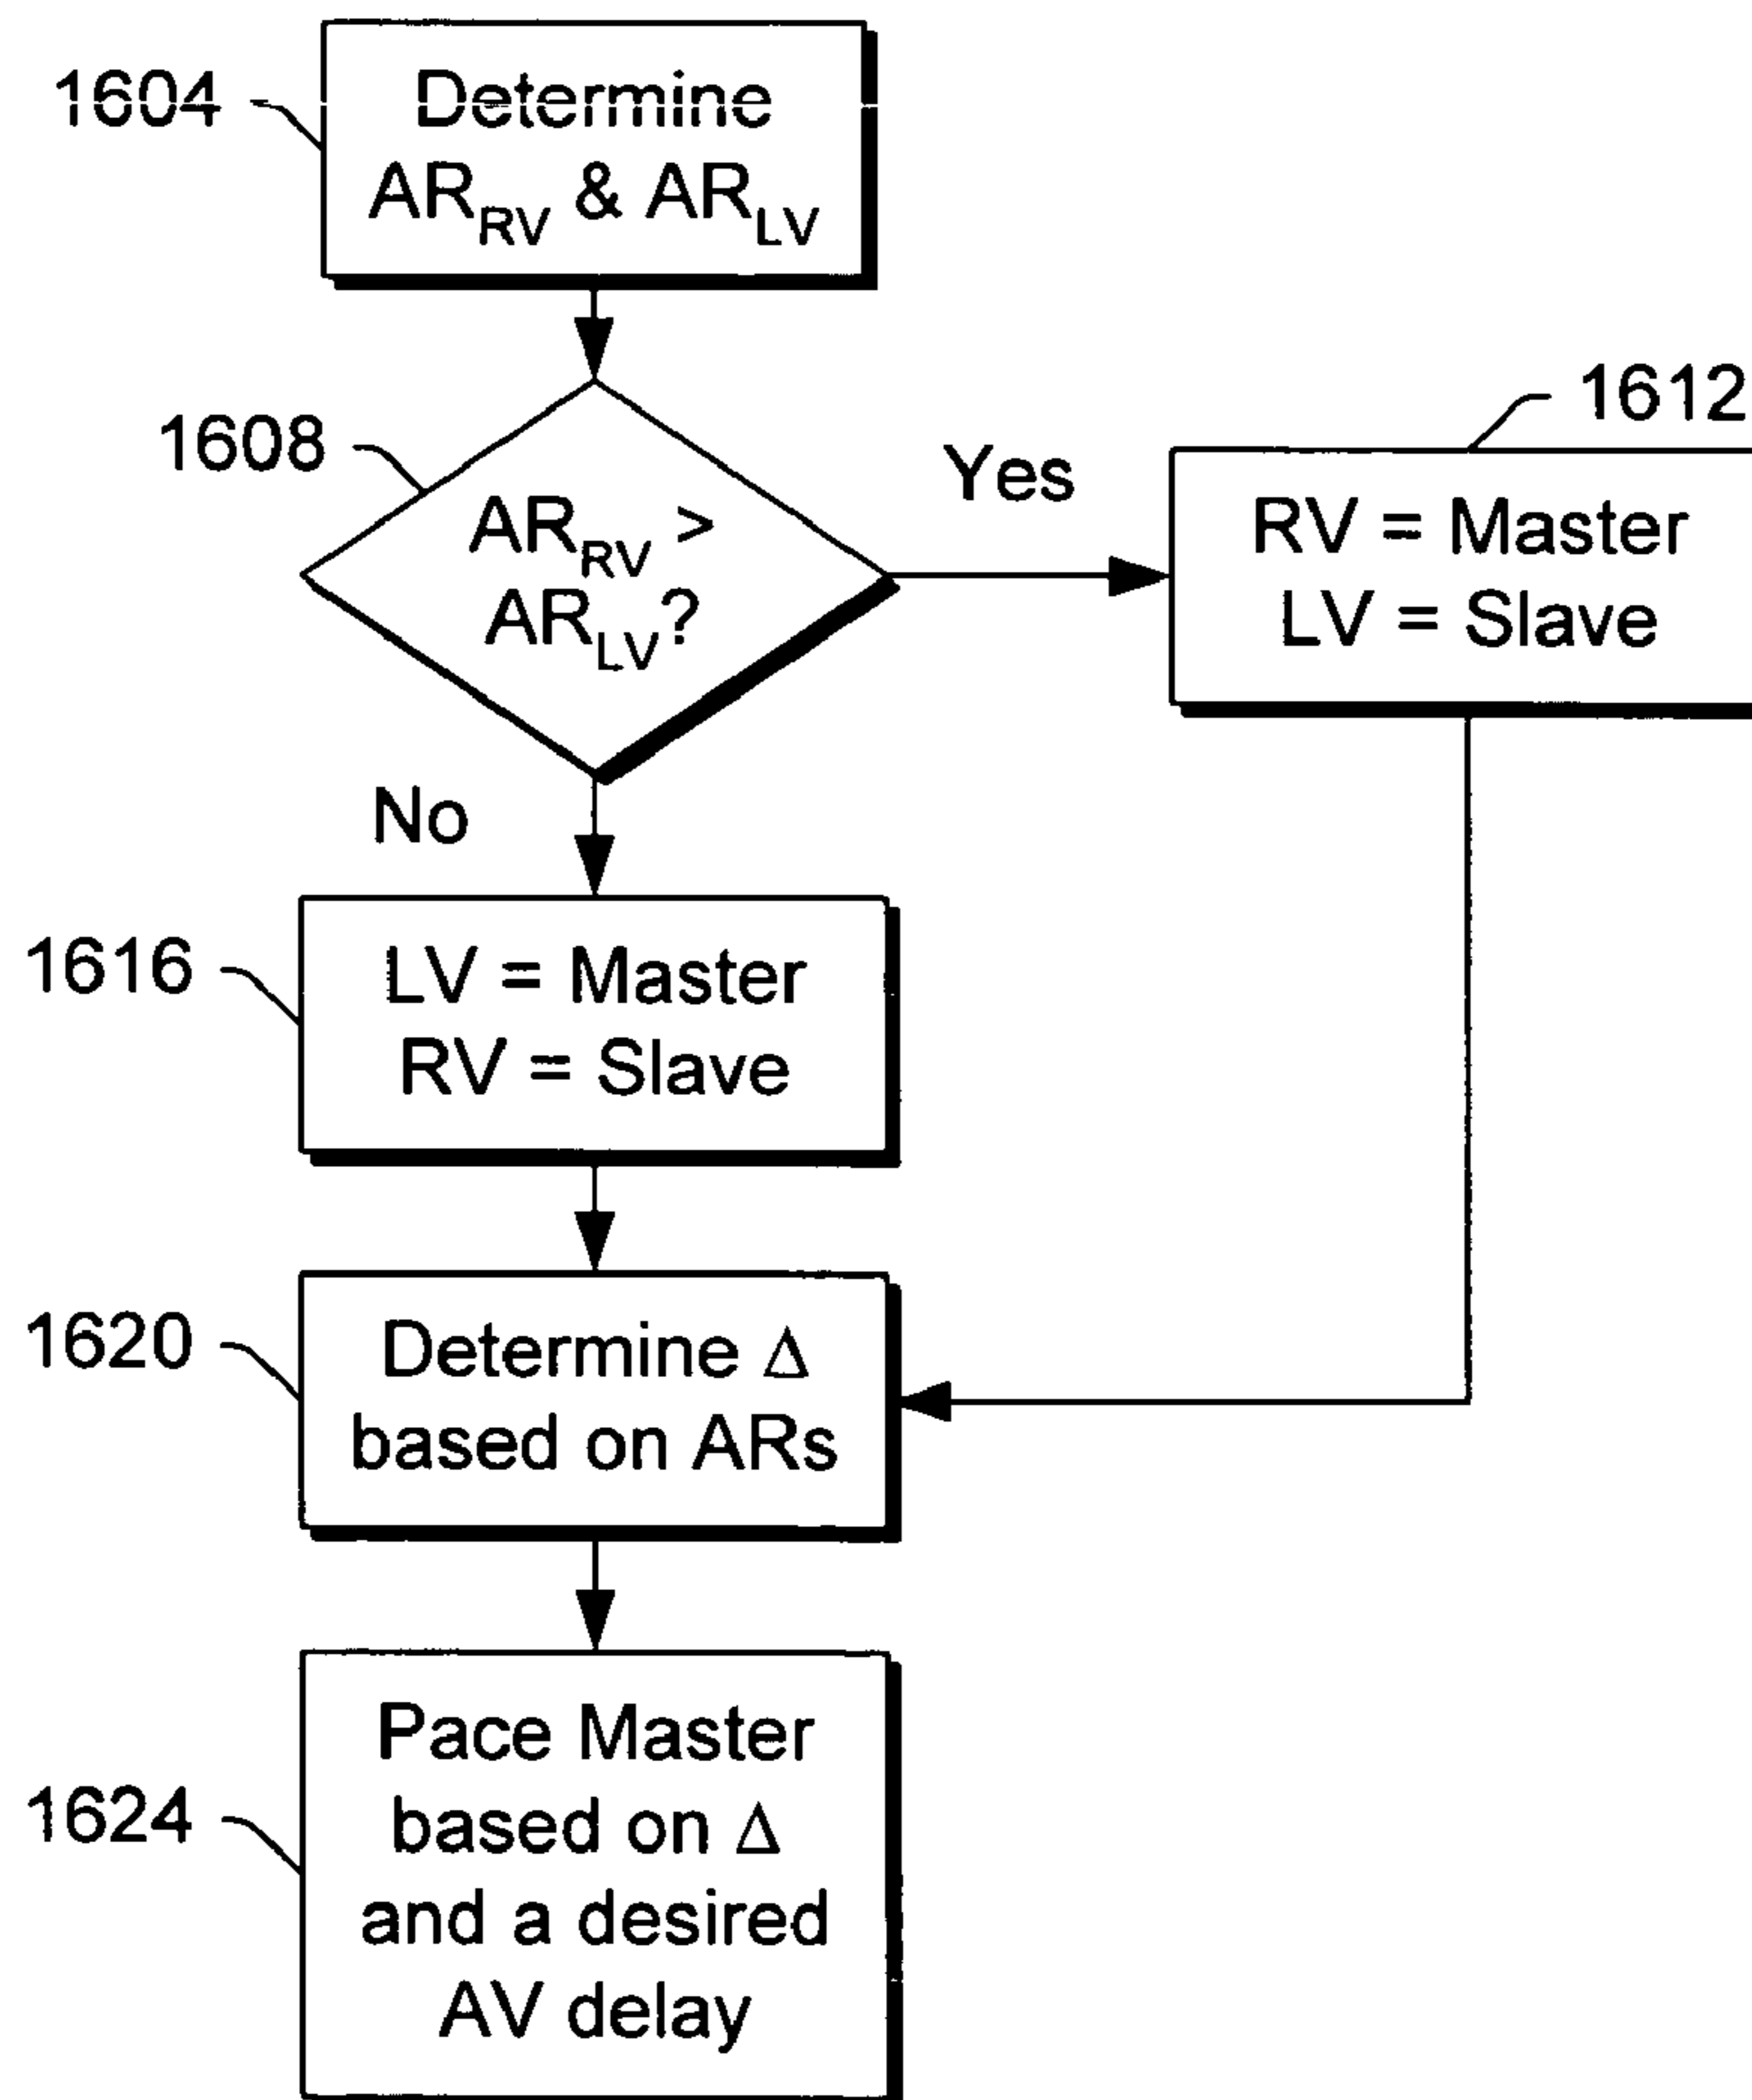 1604
Determine
AR_RV & AR_LV
1608
AR_RV >
AR_LV?
Yes
1612
RV = Master
LV = Slave
No
1616
LV = Master
RV = Slave
1620
Determine Δ
based on ARs
1624
Pace Master
based on Δ
and a desired
AV delay